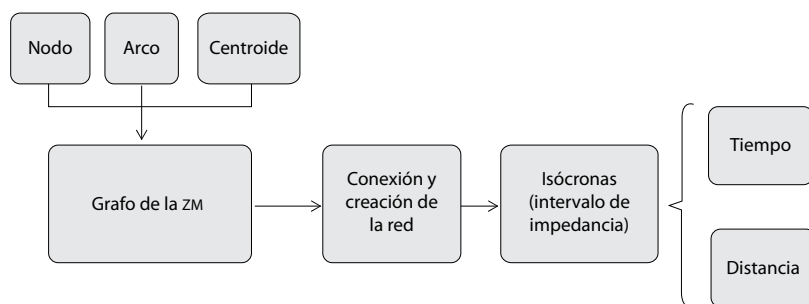 Nodo
Arco
Centroide
Grafo de la ZM
Conexión y
creación de
la red
Isócronas
(intervalo de
impedancia)
Tiempo
Distancia